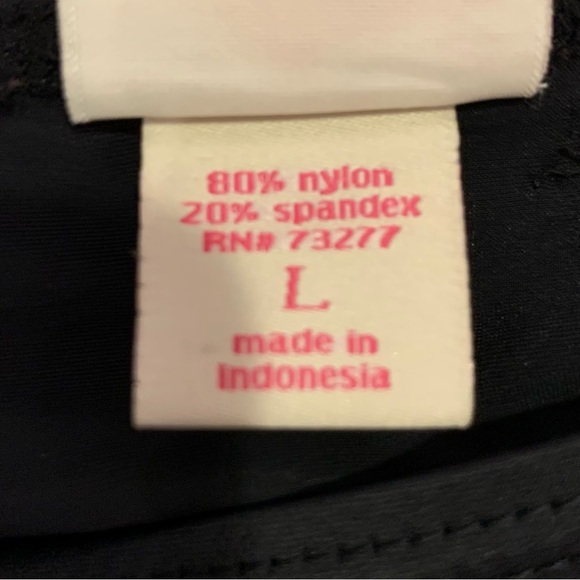 80% nylon
20% spandex
RN# 73277
L
made in
Indonesia